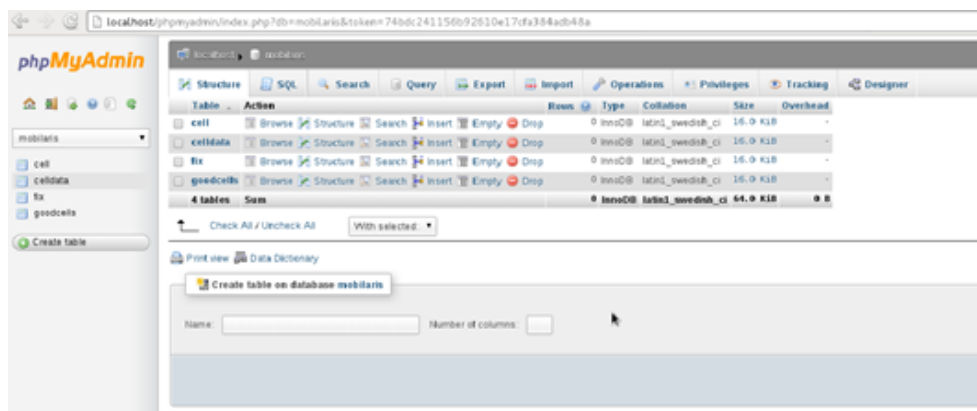 localhost/phpmyadmin/index.php?db=mobilaris&token=74bdc241156b92610e17cfa384adb48a
phpMyAdmin
mobilaris
cell
celldata
fix
goodcells
Create table
localhost mobilaris
Structure SQL Search Query Export Import Operations Privileges Tracking Designer
Table Action Rows Type Collation Size Overhead
cell Browse Structure Search Insert Empty Drop 0 InnoDB latin1_swedish_ci 16.0 KiB -
celldata Browse Structure Search Insert Empty Drop 0 InnoDB latin1_swedish_ci 16.0 KiB -
fix Browse Structure Search Insert Empty Drop 0 InnoDB latin1_swedish_ci 16.0 KiB -
goodcells Browse Structure Search Insert Empty Drop 0 InnoDB latin1_swedish_ci 16.0 KiB -
4 tables Sum 0 InnoDB latin1_swedish_ci 64.0 KiB 0 B
Check All / Uncheck All With selected:
Print view Data Dictionary
Create table on database mobilaris
Name: Number of columns: